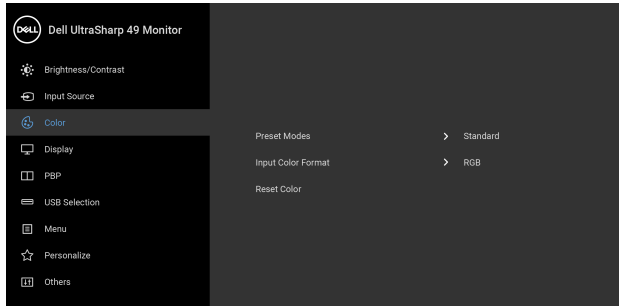 DELL Dell UltraSharp 49 Monitor
Brightness/Contrast
Input Source
Color
Display
PBP
USB Selection
Menu
Personalize
Others
Preset Modes > Standard
Input Color Format > RGB
Reset Color